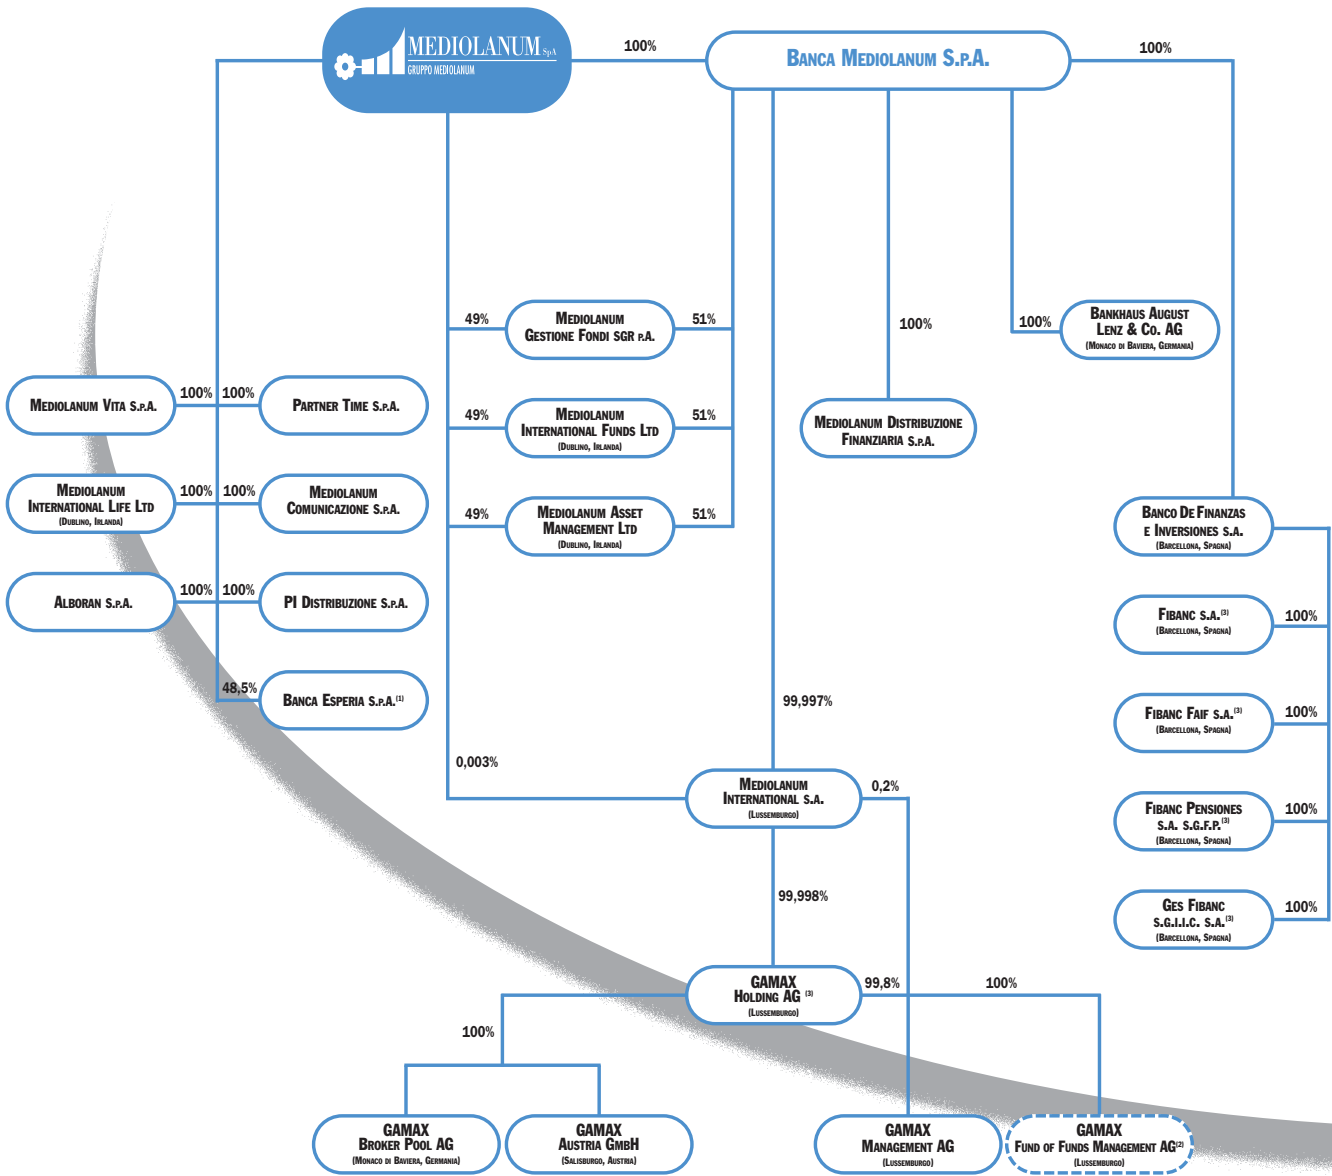 MEDIOLANUM SpA
GRUPPO MEDIOLANUM
100%
BANCA MEDIOLANUM S.P.A.
100%
49%
MEDIOLANUM
GESTIONE FONDI SGR P.A.
51%
100%
100%
BANKHAUS AUGUST
LENZ & CO. AG
(MONACO DI BAVIERA, GERMANIA)
MEDIOLANUM VITA S.P.A.
100%
100%
PARTNER TIME S.P.A.
49%
MEDIOLANUM
INTERNATIONAL FUNDS LTD
(DUBLINO, IRLANDA)
51%
MEDIOLANUM DISTRIBUZIONE
FINANZIARIA S.P.A.
MEDIOLANUM
INTERNATIONAL LIFE LTD
(DUBLINO, IRLANDA)
100%
100%
MEDIOLANUM
COMUNICAZIONE S.P.A.
49%
MEDIOLANUM ASSET
MANAGEMENT LTD
(DUBLINO, IRLANDA)
51%
BANCO DE FINANZAS
E INVERSIONES S.A.
(BARCELLONA, SPAGNA)
ALBORAN S.P.A.
100%
100%
PI DISTRIBUZIONE S.P.A.
FIBANC S.A.(3)
(BARCELLONA, SPAGNA)
100%
48,5%
BANCA ESPERIA S.P.A.(1)
99,997%
FIBANC FAIF S.A.(3)
(BARCELLONA, SPAGNA)
100%
0,003%
MEDIOLANUM
INTERNATIONAL S.A.
(LUSSEMBURGO)
0,2%
FIBANC PENSIONES
S.A. S.G.F.P.(3)
(BARCELLONA, SPAGNA)
100%
99,998%
GES FIBANC
S.G.I.I.C. S.A.(3)
(BARCELLONA, SPAGNA)
100%
GAMAX
HOLDING AG (3)
(LUSSEMBURGO)
99,8%
100%
100%
GAMAX
BROKER POOL AG
(MONACO DI BAVIERA, GERMANIA)
GAMAX
AUSTRIA GMBH
(SALISBURGO, AUSTRIA)
GAMAX
MANAGEMENT AG
(LUSSEMBURGO)
GAMAX
FUND OF FUNDS MANAGEMENT AG(2)
(LUSSEMBURGO)